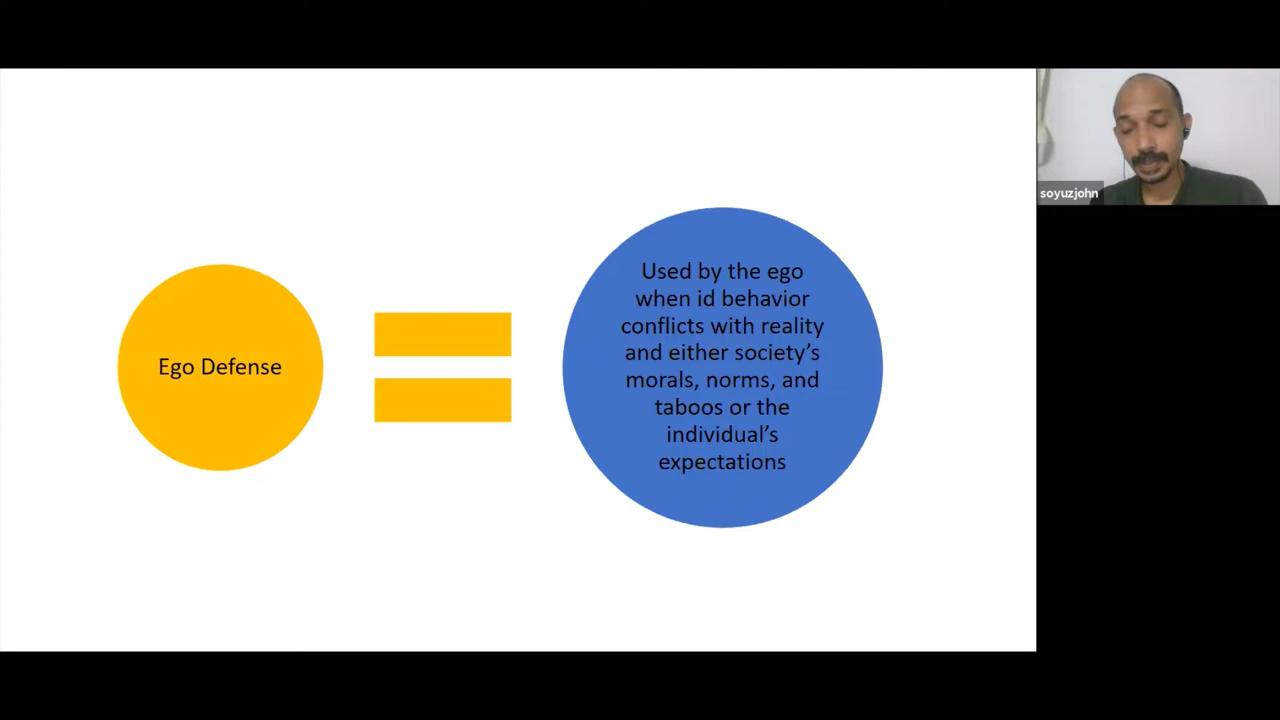 Ego Defense
Used by the ego
when id behavior
conflicts with reality
and either society’s
morals, norms, and
taboos or the
individual’s
expectations
soyuzjohn